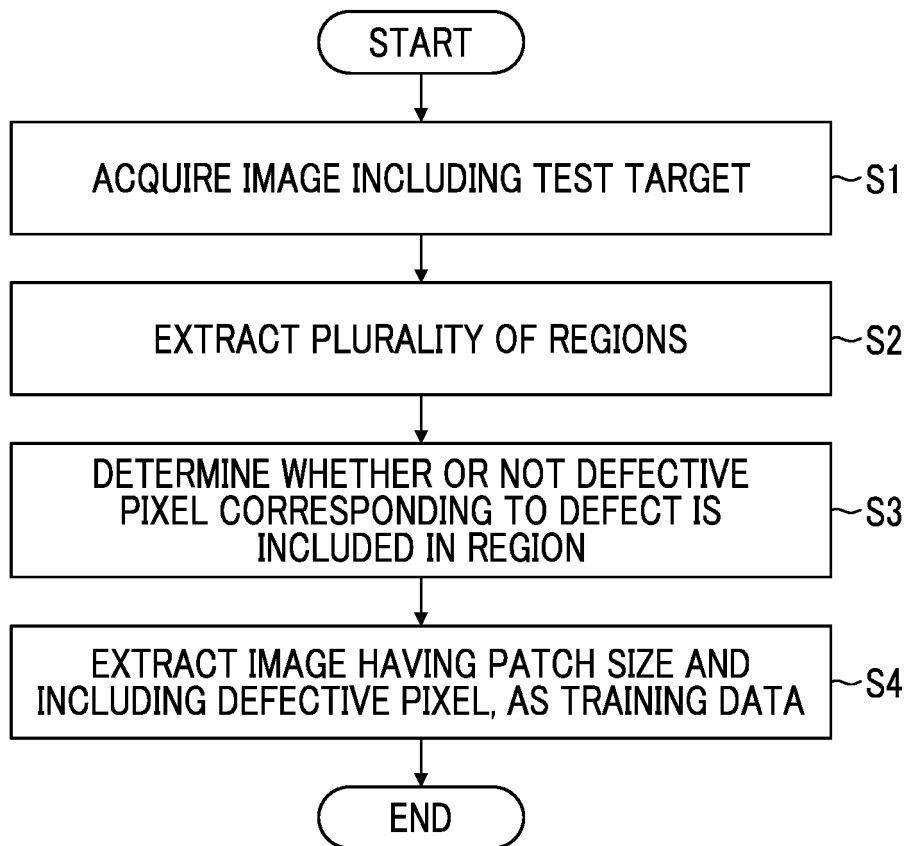 START
ACQUIRE IMAGE INCLUDING TEST TARGET
S1
EXTRACT PLURALITY OF REGIONS
S2
DETERMINE WHETHER OR NOT DEFECTIVE
PIXEL CORRESPONDING TO DEFECT IS
INCLUDED IN REGION
S3
EXTRACT IMAGE HAVING PATCH SIZE AND
INCLUDING DEFECTIVE PIXEL, AS TRAINING DATA
S4
END